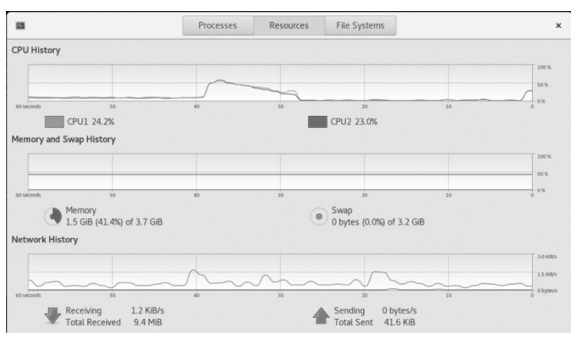 Processes Resources File Systems
CPU History
100 %
50 %
0 %
60 seconds 50 40 30 20 10 0
CPU1 24.2% CPU2 23.0%
Memory and Swap History
100 %
50 %
0 %
60 seconds 50 40 30 20 10 0
Memory
1.5 GiB (41.4%) of 3.7 GiB
Swap
0 bytes (0.0%) of 3.2 GiB
Network History
3.0 KiB/s
1.5 KiB/s
0 bytes/s
60 seconds 50 40 30 20 10 0
Receiving 1.2 KiB/s
Total Received 9.4 MiB
Sending 0 bytes/s
Total Sent 41.6 KiB